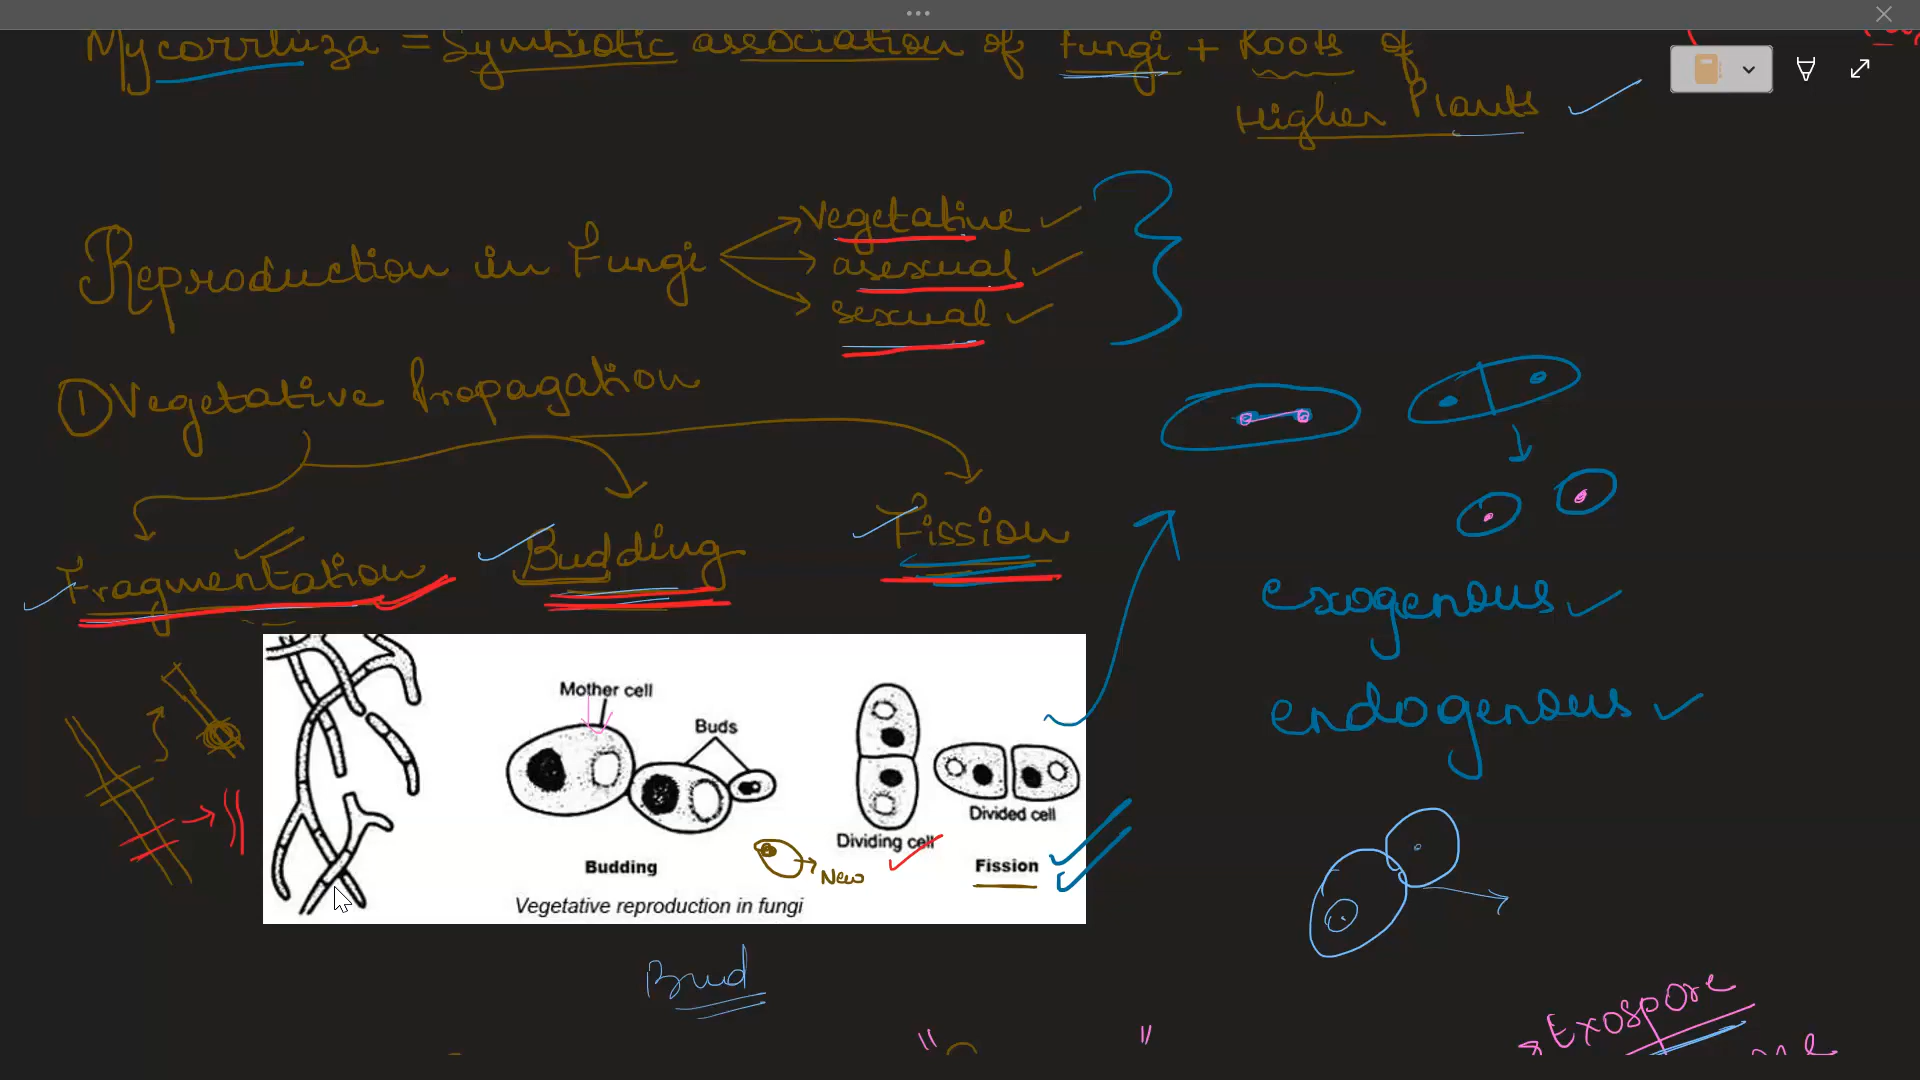 Mycorrhiza = Symbiotic association of fungi + Roots of
Higher Plants
Reproduction in Fungi
Vegetative
asexual
sexual
① Vegetative Propagation
Fragmentation
Budding
Fission
exogenous
endogenous
Mother cell
Buds
Dividing cell
Divided cell
New
Budding
Fission
Vegetative reproduction in fungi
Bud
Exospore